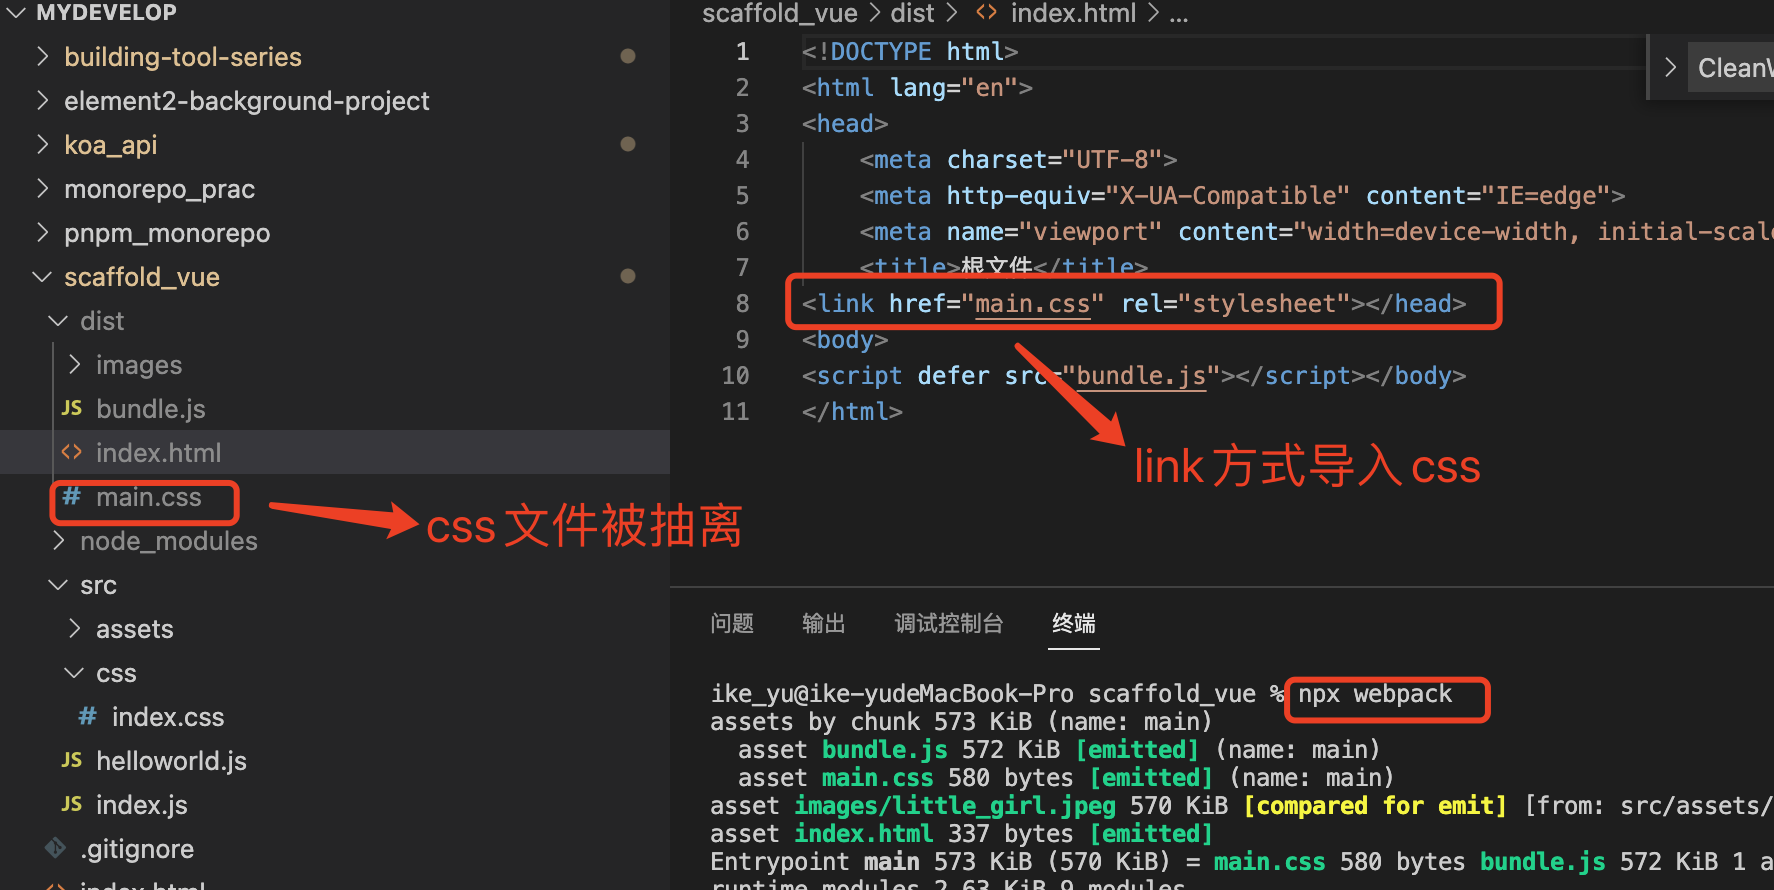 MYDEVELOP
building-tool-series
element2-background-project
koa_api
monorepo_prac
pnpm_monorepo
scaffold_vue
dist
images
JS bundle.js
<> index.html
# main.css
node_modules
src
assets
css
# index.css
JS helloworld.js
JS index.js
.gitignore
<> index.html
css 文件被抽离
scaffold_vue > dist > <> index.html > ...
1 <!DOCTYPE html>
2 <html lang="en">
3 <head>
4 <meta charset="UTF-8">
5 <meta http-equiv="X-UA-Compatible" content="IE=edge">
6 <meta name="viewport" content="width=device-width, initial-scale
7 <title>根文件</title>
8 <link href="main.css" rel="stylesheet"></head>
9 <body>
10 <script defer src="bundle.js"></script></body>
11 </html>
> CleanW
link 方式导入 css
问题 输出 调试控制台 终端
ike_yu@ike-yudeMacBook-Pro scaffold_vue % npx webpack
assets by chunk 573 KiB (name: main)
asset bundle.js 572 KiB [emitted] (name: main)
asset main.css 580 bytes [emitted] (name: main)
asset images/little_girl.jpeg 570 KiB [compared for emit] [from: src/assets/
asset index.html 337 bytes [emitted]
Entrypoint main 573 KiB (570 KiB) = main.css 580 bytes bundle.js 572 KiB 1 a
runtime modules 2.63 KiB 9 modules